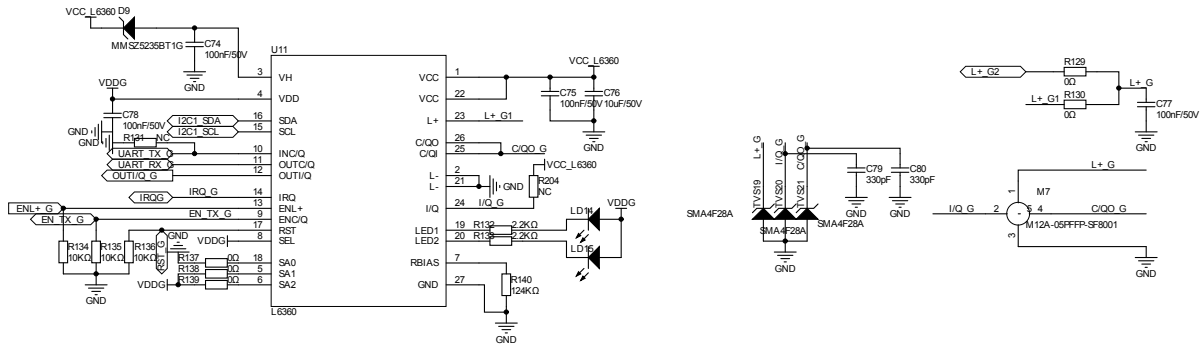 VCC_L6360 D9
MMSZ5235BT1G
C74
100nF/50V
GND
U11
3 VH
VDDG
4 VDD
C78
100nF/50V
GND
GND
R131 NC
I2C1_SDA 16 SDA
I2C1_SCL 15 SCL
UART_TX_G 10 INC/Q
UART_RX_G 11 OUTC/Q
OUTI/Q_G 12 OUTI/Q
IRQG IRQ_G 14 IRQ
ENL+_G 13 ENL+
EN_TX_G EN_TX_G 9 ENC/Q
17 RST
VDDG 8 SEL
R134
10KΩ
R135
10KΩ
R136
10KΩ
RST_G
GND
GND
R137 0Ω 18 SA0
R138 0Ω 5 SA1
VDDG R139 0Ω 6 SA2
L6360
VCC 1
VCC 22
VCC_L6360
C75
100nF/50V
C76
10uF/50V
GND
L+ 23 L+_G1
C/QO 26
C/QI 25 C/QO_G
L- 2
L- 21
GND
VCC_L6360
R204
NC
I/Q 24 I/Q_G
LED1 19 R132 2.2KΩ LD14 VDDG
LED2 20 2.2KΩ LD15
RBIAS 7
R140
124KΩ
GND 27
GND
L+_G2 R129
0Ω
L+_G1 R130
0Ω
L+_G
C77
100nF/50V
GND
L+_G
I/Q_G
C/QO_G
C79
330pF
C80
330pF
GND
GND
TVS19
TVS20
TVS21
SMA4F28A
SMA4F28A
SMA4F28A
GND
L+_G
1
M7
I/Q_G 2 5 4 C/QO_G
M12A-05PFFP-SF8001
3
GND